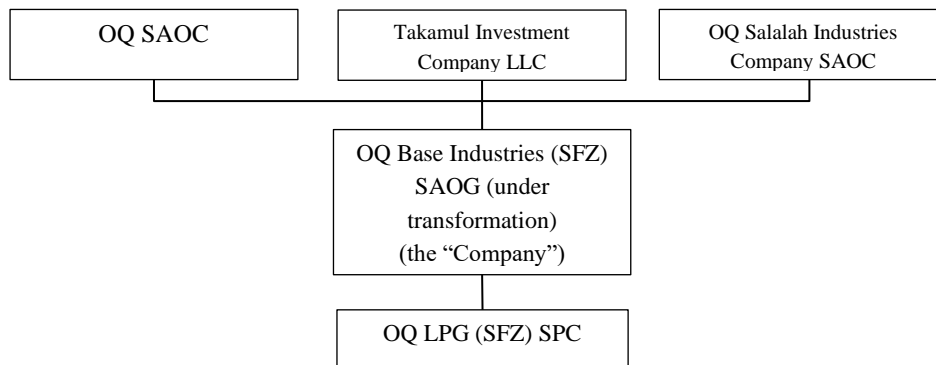 OQ SAOC
Takamul Investment
Company LLC
OQ Salalah Industries
Company SAOC
OQ Base Industries (SFZ)
SAOG (under
transformation)
(the “Company”)
OQ LPG (SFZ) SPC